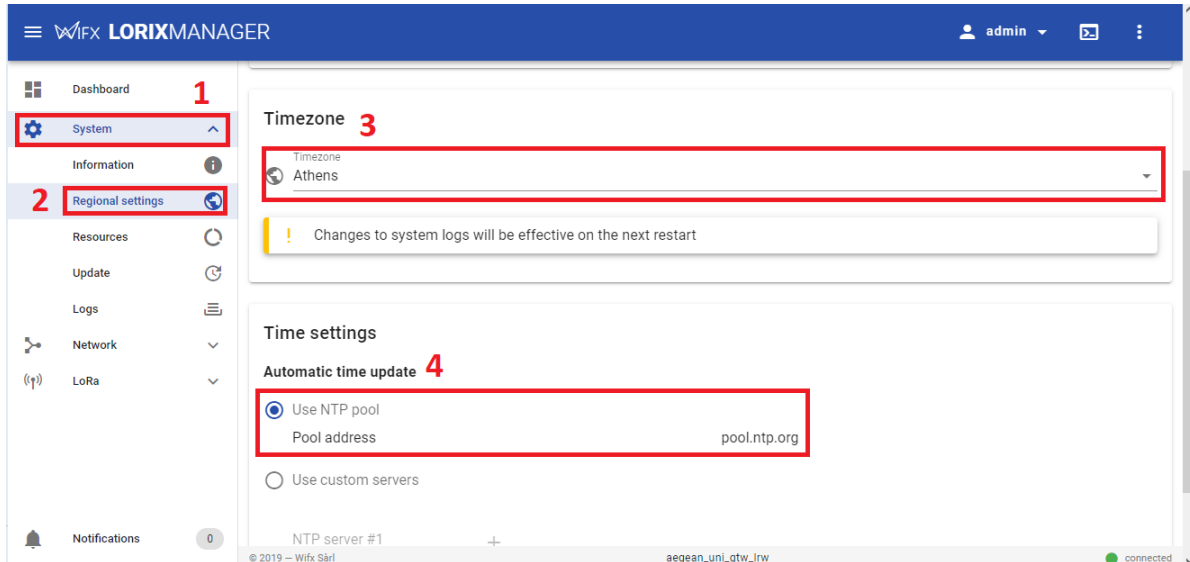 WIFX LORIXMANAGER
admin
Dashboard
1
System
Information
2
Regional settings
Resources
Update
Logs
Network
LoRa
Notifications
0
Timezone
3
Timezone
Athens
! Changes to system logs will be effective on the next restart
Time settings
Automatic time update
4
Use NTP pool
Pool address pool.ntp.org
Use custom servers
NTP server #1 +
© 2019 — Wifx Sàrl aegean_uni_gtw_lrw connected